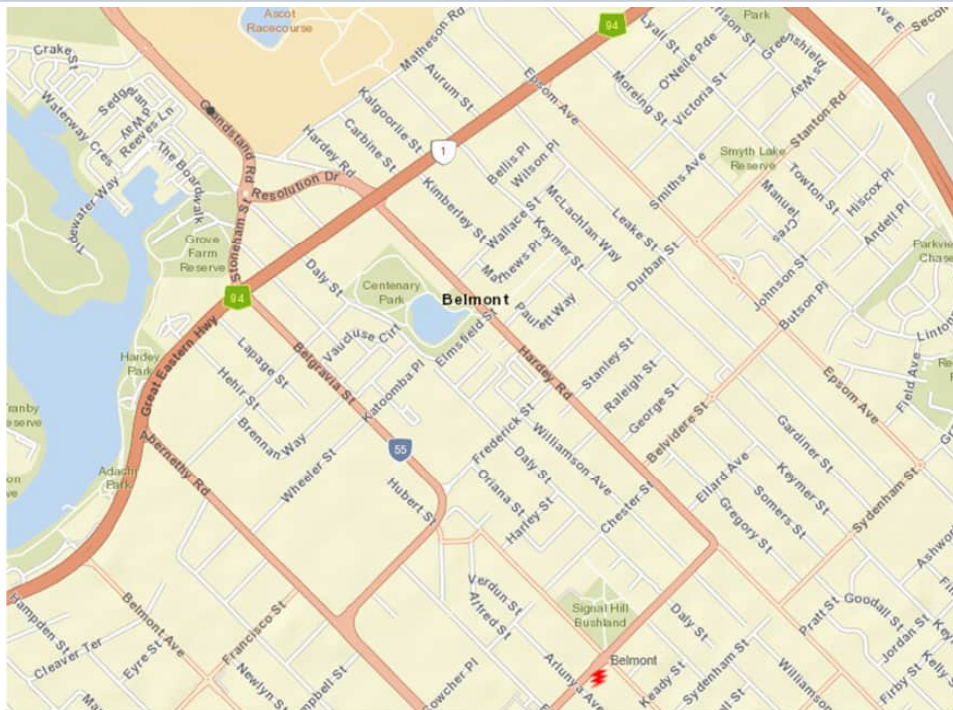 Ascot
Racecourse
94
Park
Ave E
Matheson Rd
Lyall St
O'Neile Pde
Moreing St
Victoria St
Stanton Rd
Crake St
Waterway Cres
Reeves Ln
The Boardwalk
Tidewater Way
Grandstand Rd
Kalgoorlie St
Aurum St
Carbine St
Hardey Rd
Epsom Ave
1
Resolution Dr
Stoneham St
Grove
Farm
Reserve
94
Bellis Pl
Wilson Pl
Kimberley St
Wallace St
McLachlan Way
Keymer St
Leake St
Smiths Ave
Smyth Lake
Reserve
Towton St
Hiscox Pl
Andell Pl
Manuel
Cres
Durban St
Johnson St
Butson Pl
Daly St
Centenary
Park
Belmont
Vaucluse Cirt
Elmsfield St
Hardey
Park
Great Eastern Hwy
Lapage St
Hehir St
Belgravia St
Katoomba Pl
Brennan Way
Wheeler St
Hardey Rd
Stanley St
Raleigh St
George St
Epsom Ave
Field Ave
Belvidere St
Frederick St
Williamson Ave
Daly St
Oriana St
Harley St
Chester St
Ellard Ave
Gregory St
Somers St
Keymer St
Gardiner St
Sydenham St
55
Hubert St
Abernethy Rd
Adachi
Park
Verdun St
Alfred St
Signal Hill
Bushland
Daly St
Pratt St
Goodall St
Jordan St
Kelly St
Firby St
Hampden St
Cleaver Ter
Belmont Ave
Eyre St
Francisco St
Newlyn St
Arlunya Ave
Belmont
Keady St
Sydenham St